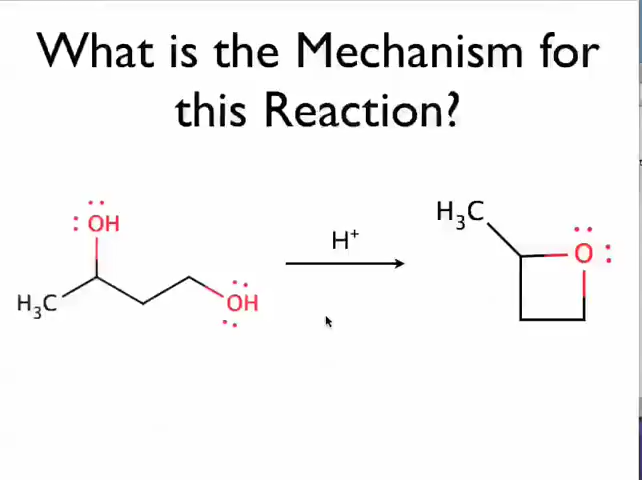 What is the Mechanism for
this Reaction?
H₃C
: OH
O :
H⁺
H₃C
OH